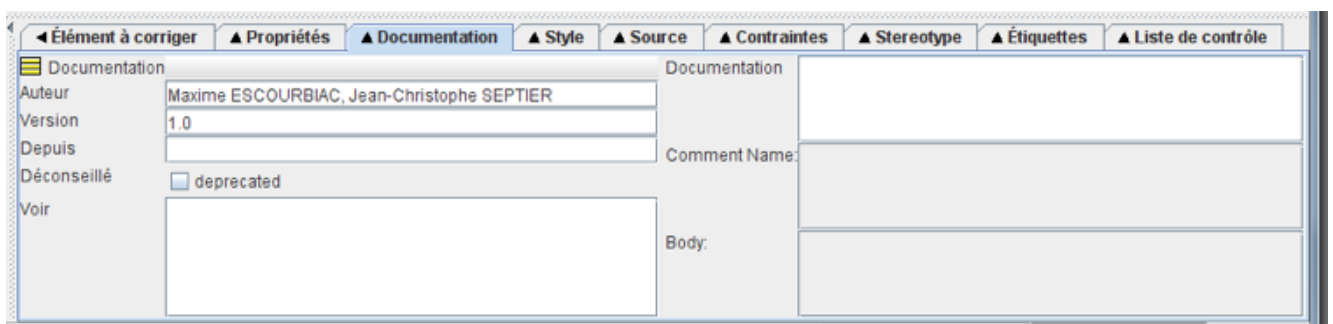 ◀ Élément à corriger ▲ Propriétés ▲ Documentation ▲ Style ▲ Source ▲ Contraintes ▲ Stereotype ▲ Étiquettes ▲ Liste de contrôle
Documentation
Auteur Maxime ESCOURBIAC, Jean-Christophe SEPTIER
Version 1.0
Depuis
Déconseillé deprecated
Voir
Documentation
Comment Name:
Body: